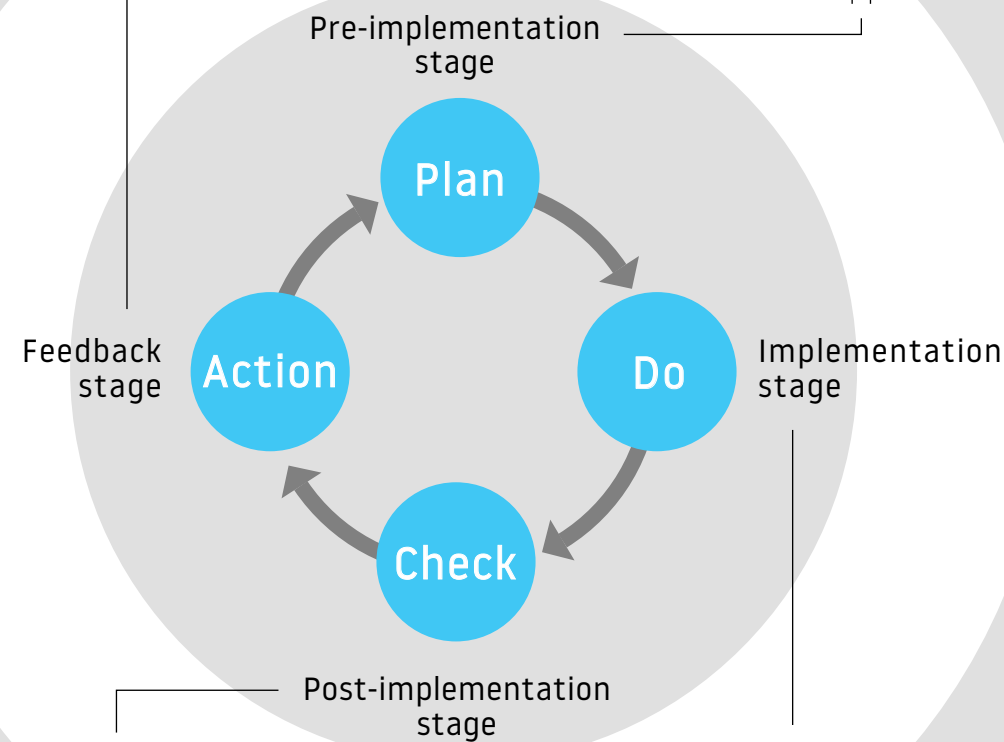 Pre-implementation
stage
Plan
Feedback
stage
Action
Do
Implementation
stage
Check
Post-implementation
stage